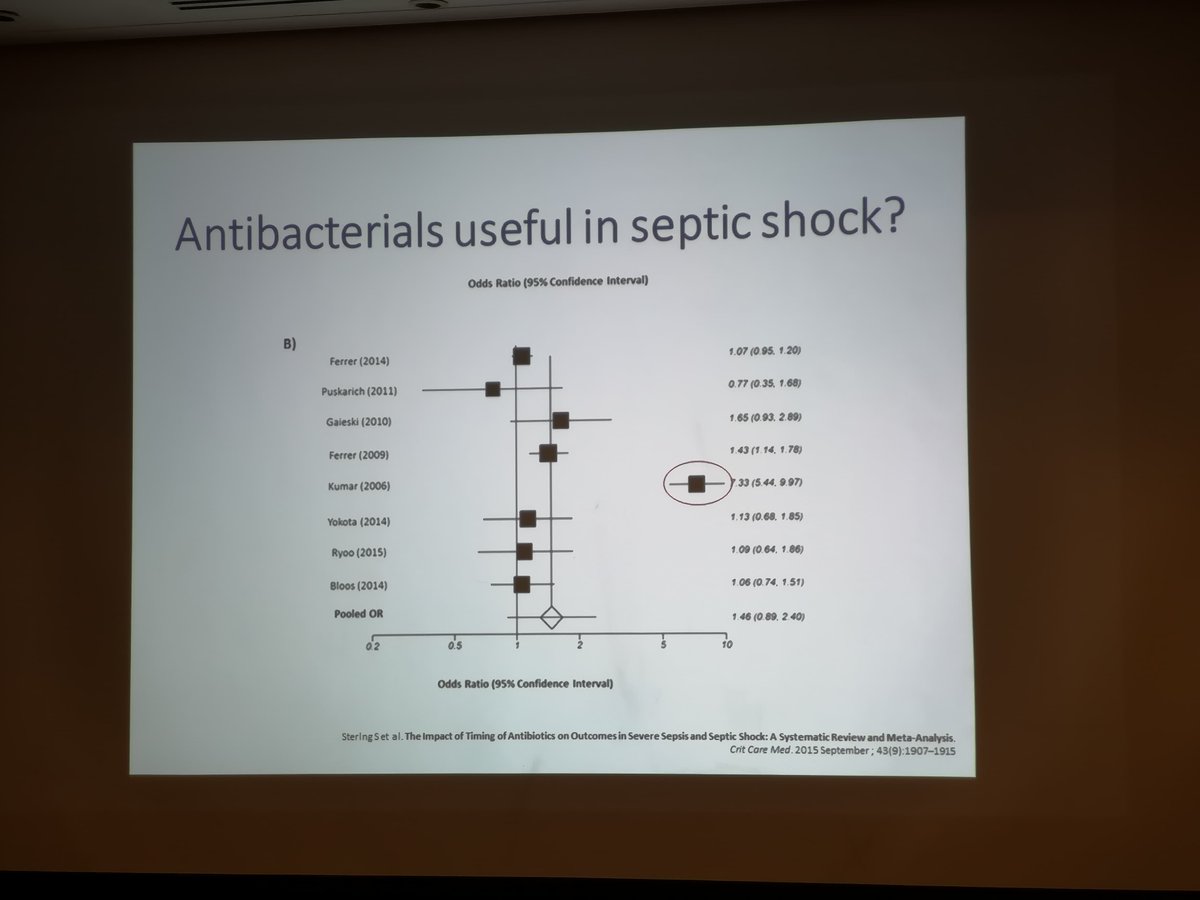 Antibacterials useful in septic shock?
Odds Ratio (95% Confidence Interval)
B)
Ferrer (2014) 1.07 (0.95, 1.20)
Puskarich (2011) 0.77 (0.35, 1.68)
Gaieski (2010) 1.65 (0.93, 2.89)
Ferrer (2009) 1.43 (1.14, 1.78)
Kumar (2006) 7.33 (5.44, 9.97)
Yokota (2014) 1.13 (0.68, 1.85)
Ryoo (2015) 1.09 (0.64, 1.86)
Bloos (2014) 1.06 (0.74, 1.51)
Pooled OR 1.46 (0.89, 2.40)
0.2 0.5 1 2 5 10
Odds Ratio (95% Confidence Interval)
Sterling S et al. The Impact of Timing of Antibiotics on Outcomes in Severe Sepsis and Septic Shock: A Systematic Review and Meta-Analysis.
Crit Care Med. 2015 September ; 43(9):1907–1915